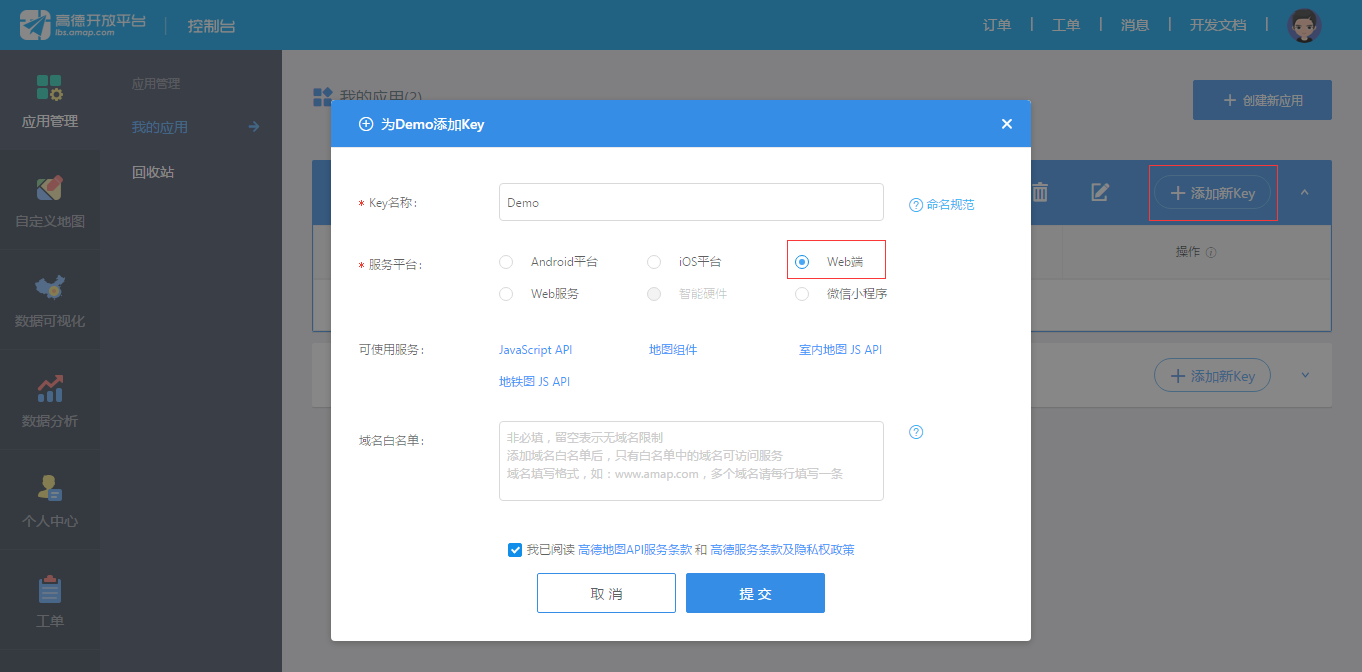 高德开放平台
lbs.amap.com
控制台
订单
工单
消息
开发文档
应用管理
自定义地图
数据可视化
数据分析
个人中心
工单
应用管理
我的应用
回收站
我的应用(2)
创建新应用
添加新Key
操作
添加新Key
为Demo添加Key
* Key名称:
Demo
命名规范
* 服务平台:
Android平台
iOS平台
Web端
Web服务
智能硬件
微信小程序
可使用服务:
JavaScript API
地图组件
室内地图 JS API
地铁图 JS API
域名白名单:
非必填，留空表示无域名限制
添加域名白名单后，只有白名单中的域名可访问服务
域名填写格式，如：www.amap.com，多个域名请每行填写一条
我已阅读 高德地图API服务条款 和 高德服务条款及隐私权政策
取 消
提 交